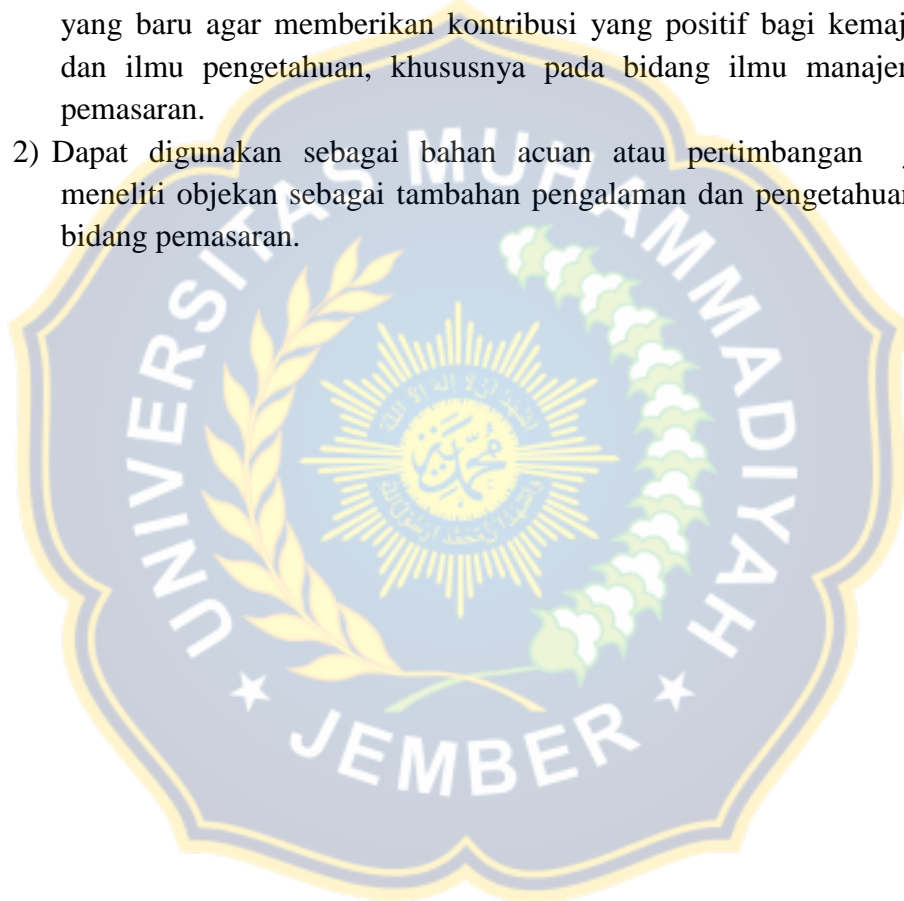 yang baru agar memberikan kontribusi yang positif bagi kemaj
dan ilmu pengetahuan, khususnya pada bidang ilmu manajer
pemasaran.
2) Dapat digunakan sebagai bahan acuan atau pertimbangan
meneliti objekan sebagai tambahan pengalaman dan pengetahuan
bidang pemasaran.
UNIVERSITAS MUHAMMADIYAH
JEMBER